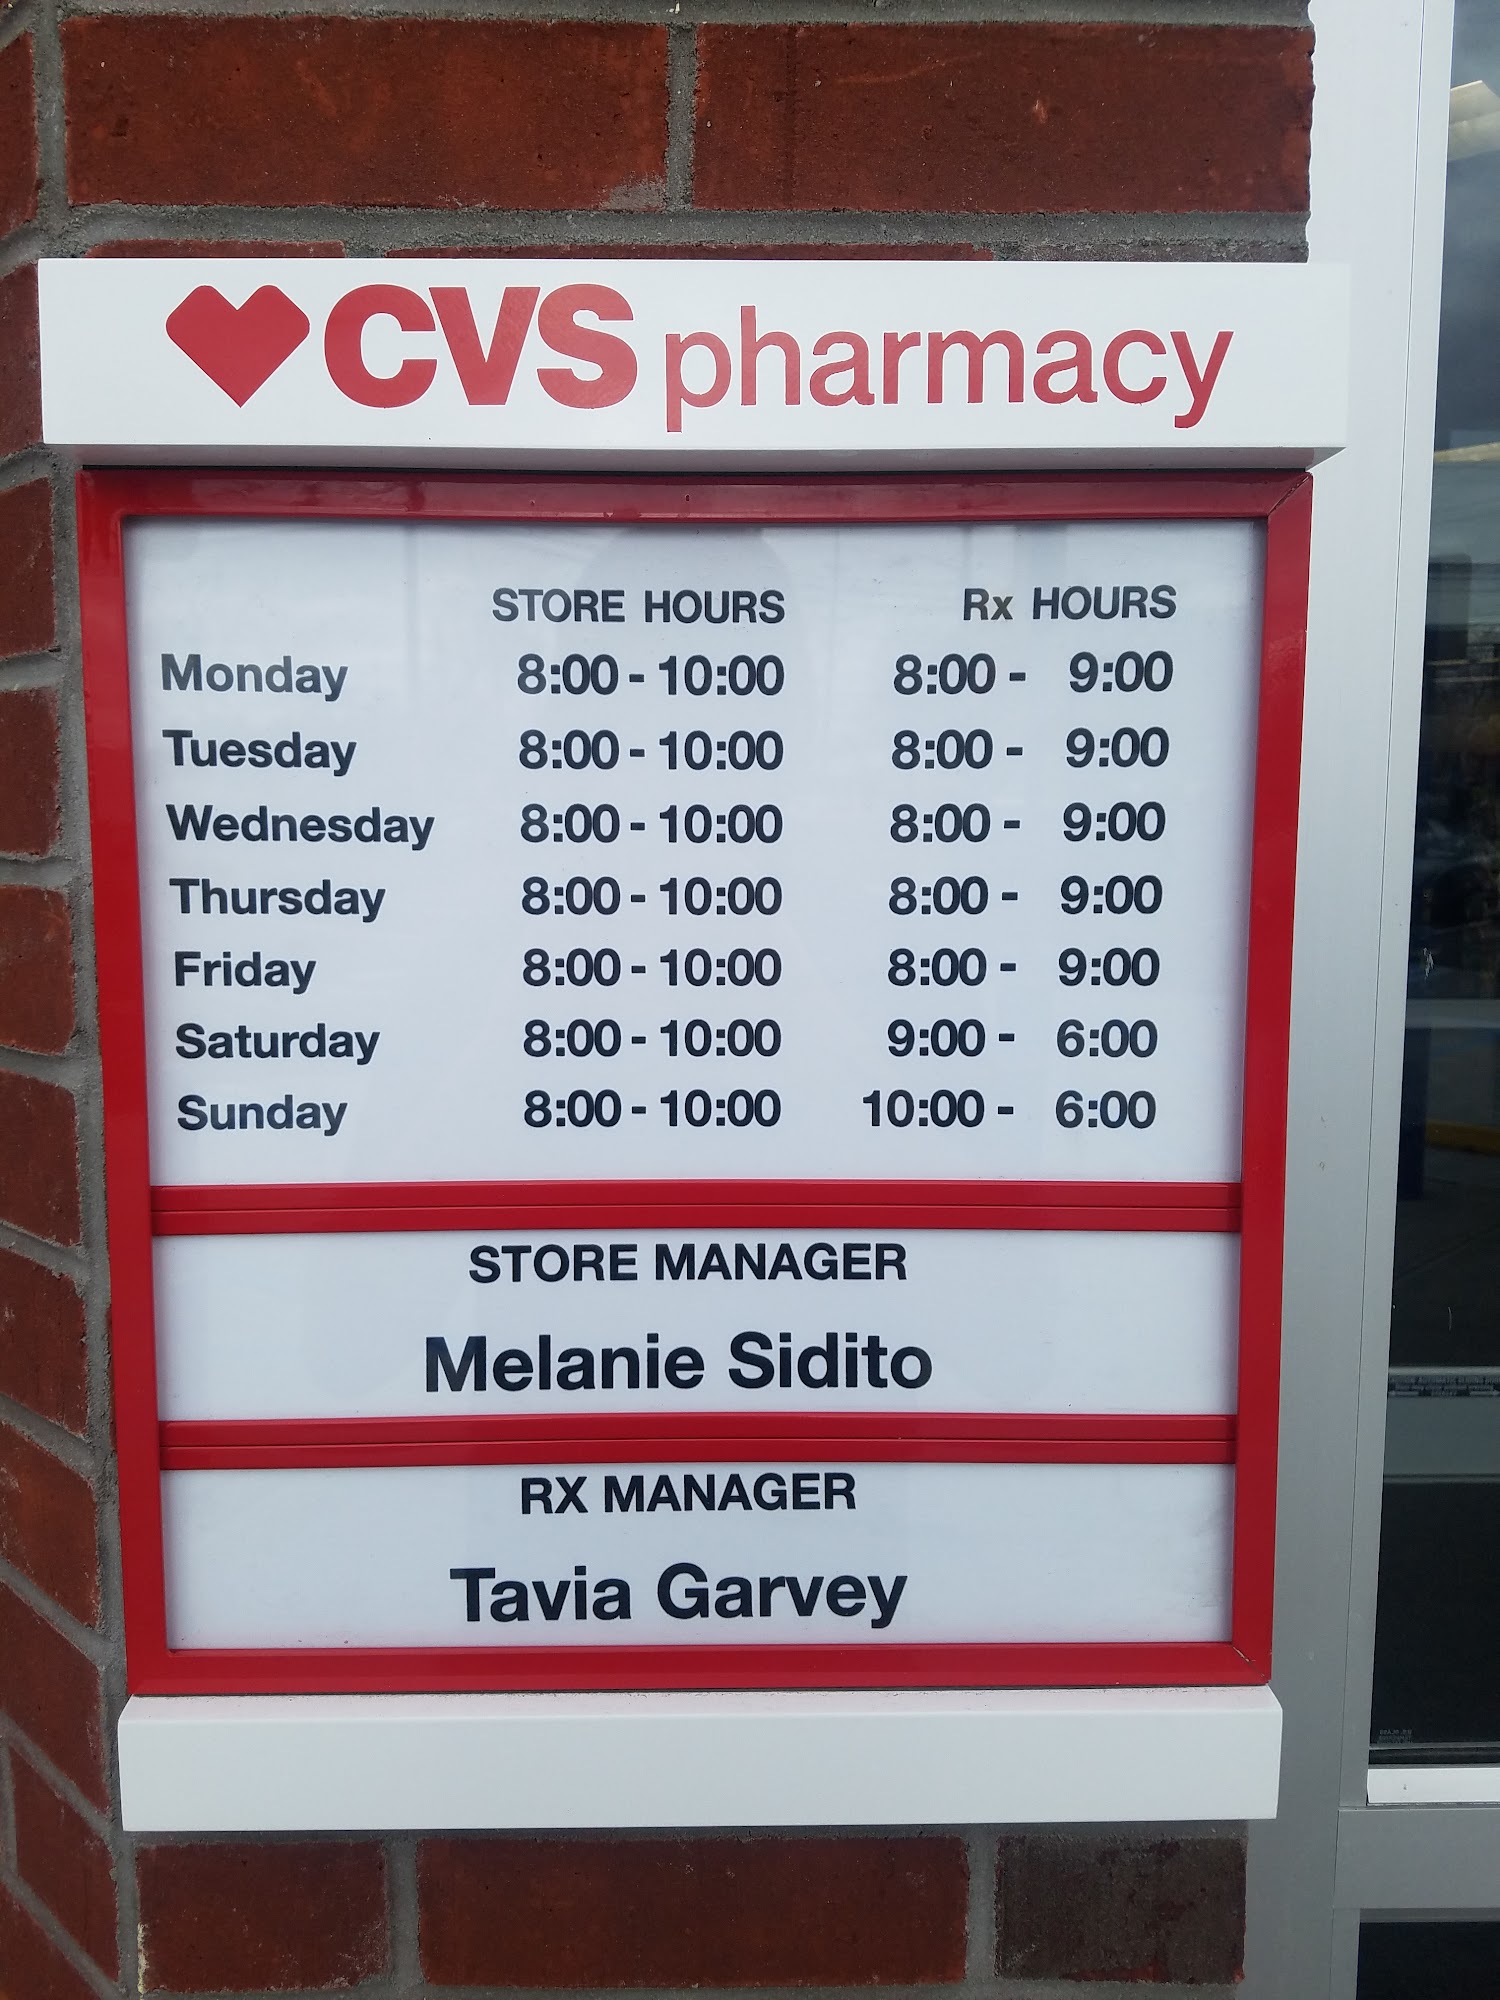 CVS pharmacy
STORE HOURS Rx HOURS
Monday 8:00 - 10:00 8:00 - 9:00
Tuesday 8:00 - 10:00 8:00 - 9:00
Wednesday 8:00 - 10:00 8:00 - 9:00
Thursday 8:00 - 10:00 8:00 - 9:00
Friday 8:00 - 10:00 8:00 - 9:00
Saturday 8:00 - 10:00 9:00 - 6:00
Sunday 8:00 - 10:00 10:00 - 6:00
STORE MANAGER
Melanie Sidito
RX MANAGER
Tavia Garvey